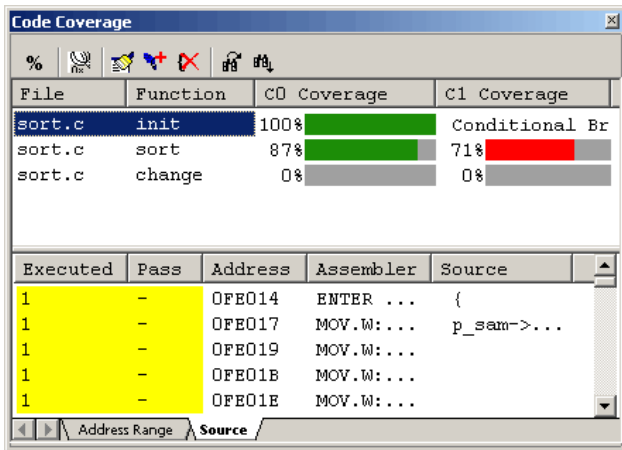 Code Coverage
%
File Function C0 Coverage C1 Coverage
sort.c init 100% Conditional Br
sort.c sort 87% 71%
sort.c change 0% 0%
Executed Pass Address Assembler Source
1 - 0FE014 ENTER ... {
1 - 0FE017 MOV.W:... p_sam->...
1 - 0FE019 MOV.W:...
1 - 0FE01B MOV.W:...
1 - 0FE01E MOV.W:...
Address Range Source